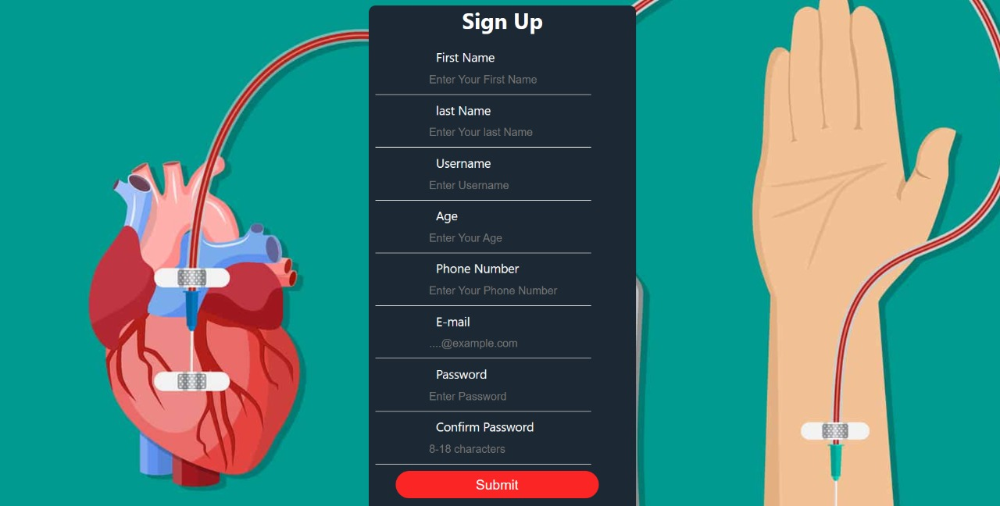 Sign Up
First Name
Enter Your First Name
last Name
Enter Your last Name
Username
Enter Username
Age
Enter Your Age
Phone Number
Enter Your Phone Number
E-mail
....@example.com
Password
Enter Password
Confirm Password
8-18 characters
Submit